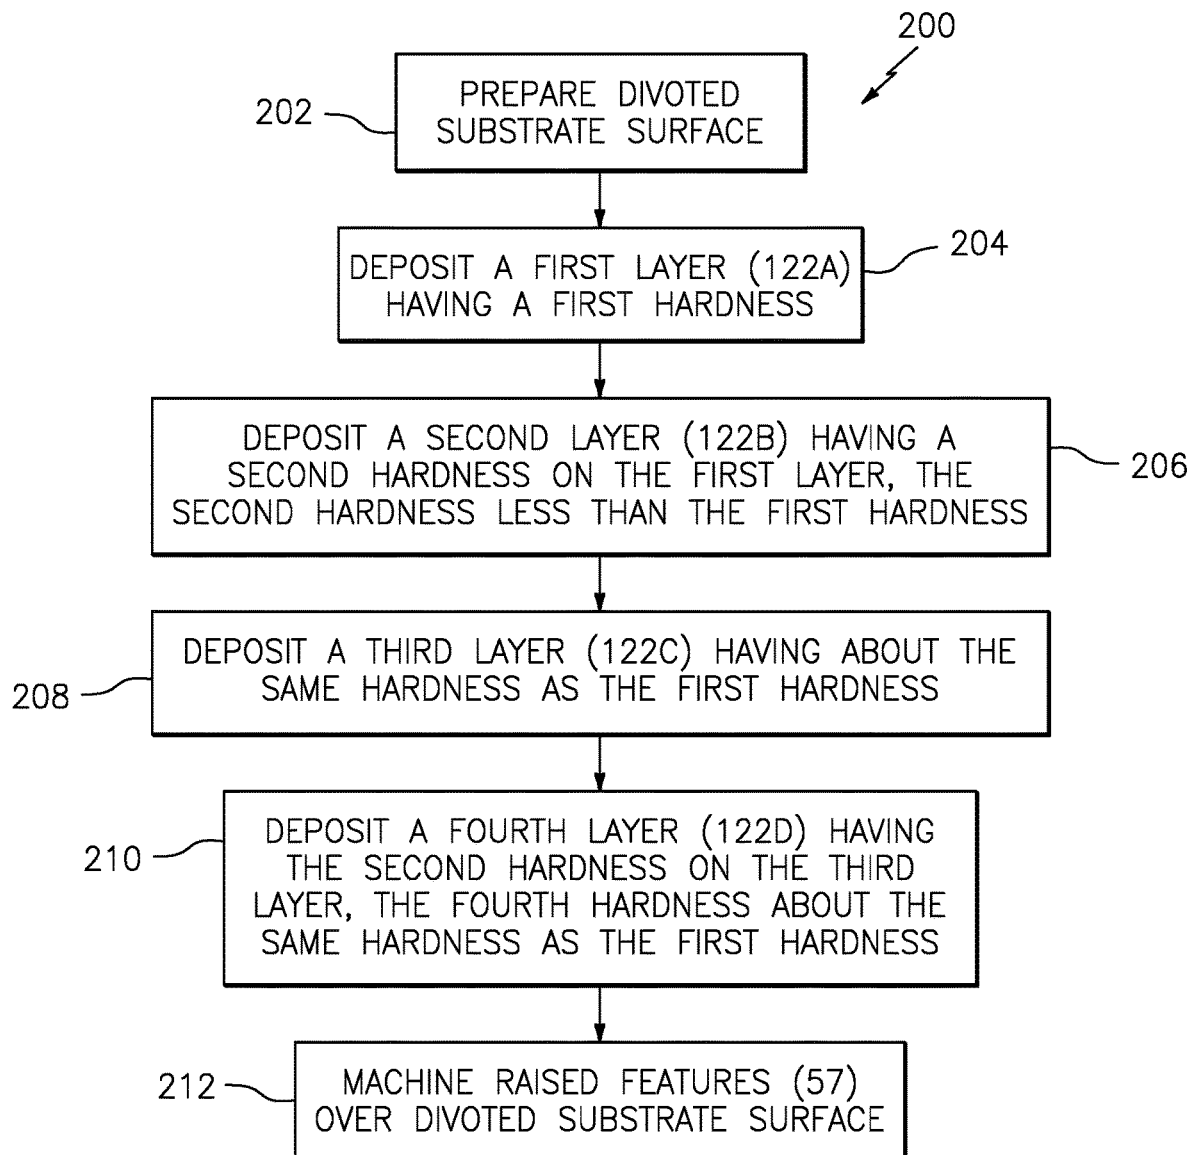 200
202
PREPARE DIVOTED
SUBSTRATE SURFACE
204
DEPOSIT A FIRST LAYER (122A)
HAVING A FIRST HARDNESS
206
DEPOSIT A SECOND LAYER (122B) HAVING A
SECOND HARDNESS ON THE FIRST LAYER, THE
SECOND HARDNESS LESS THAN THE FIRST HARDNESS
208
DEPOSIT A THIRD LAYER (122C) HAVING ABOUT THE
SAME HARDNESS AS THE FIRST HARDNESS
210
DEPOSIT A FOURTH LAYER (122D) HAVING
THE SECOND HARDNESS ON THE THIRD
LAYER, THE FOURTH HARDNESS ABOUT THE
SAME HARDNESS AS THE FIRST HARDNESS
212
MACHINE RAISED FEATURES (57)
OVER DIVOTED SUBSTRATE SURFACE